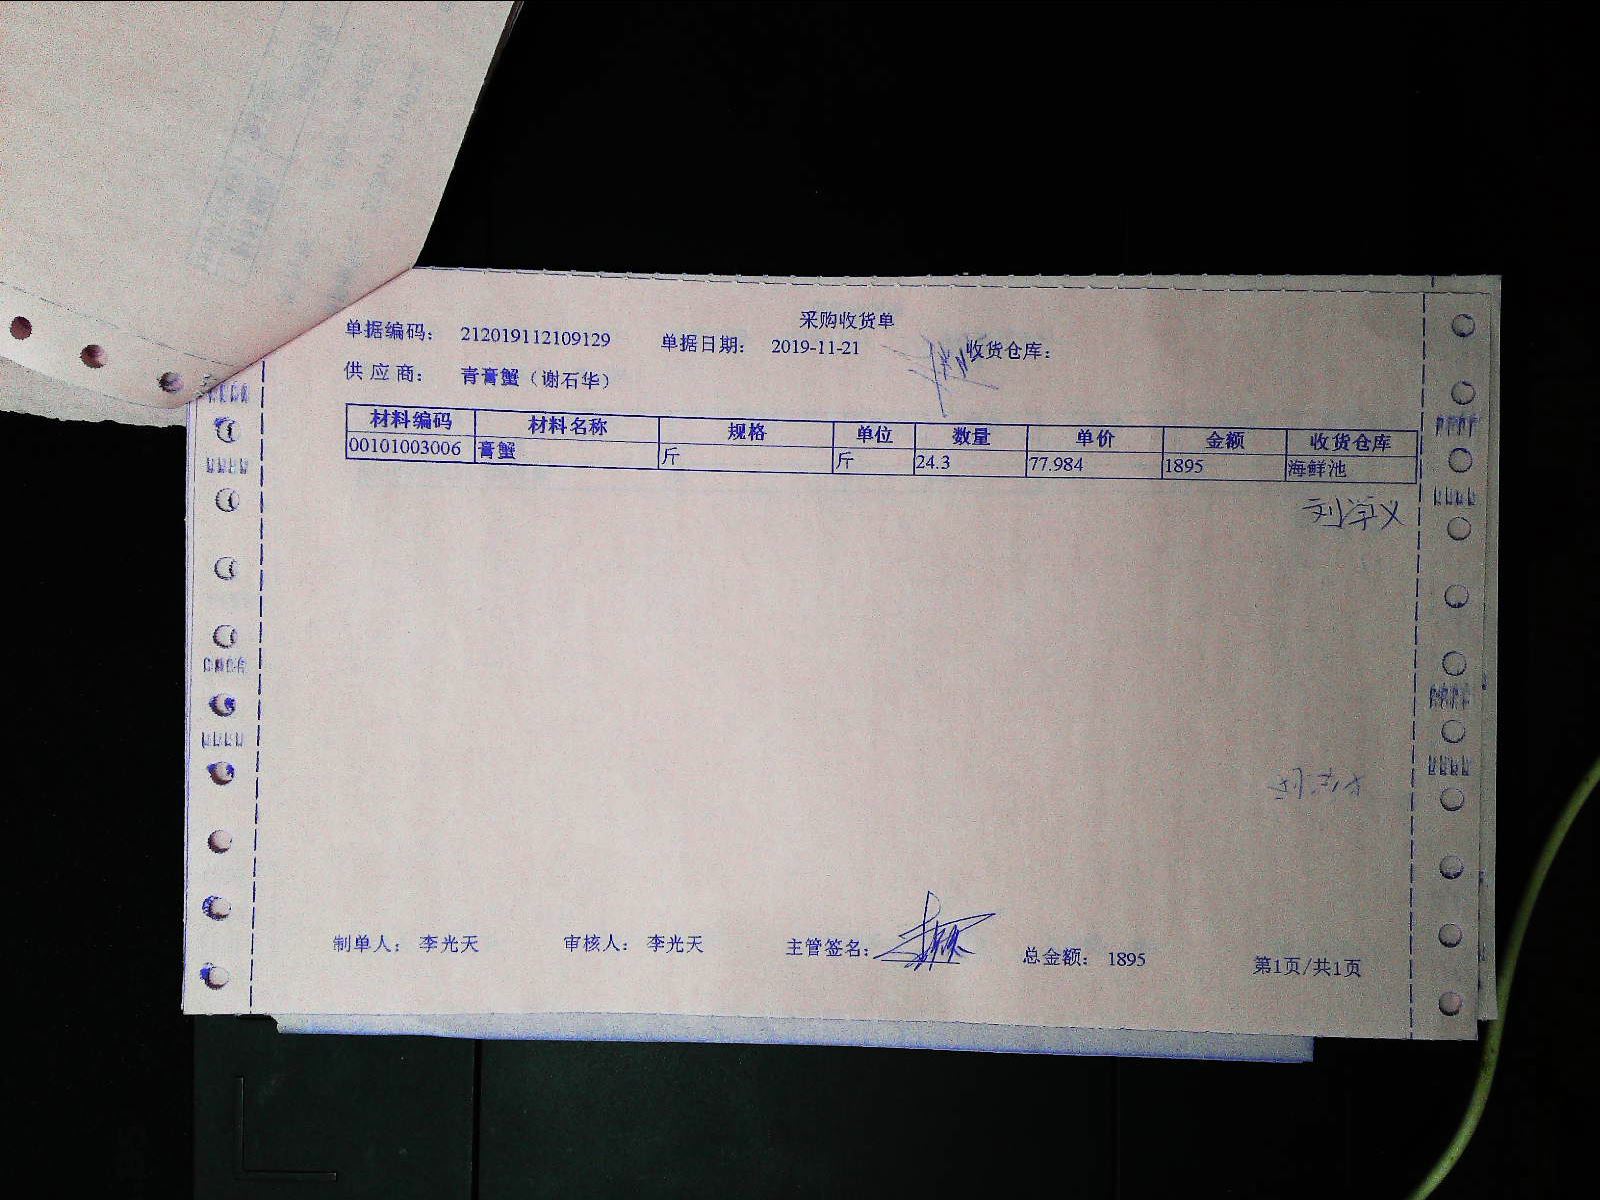 采购收货单
单据编码： 212019112109129 单据日期： 2019-11-21 收货仓库：
供 应 商： 青膏蟹（谢石华）
材料编码 材料名称 规格 单位 数量 单价 金额 收货仓库
00101003006 膏蟹 斤 斤 24.3 77.984 1895 海鲜池
制单人： 李光天 审核人： 李光天 主管签名： 总金额： 1895 第1页/共1页